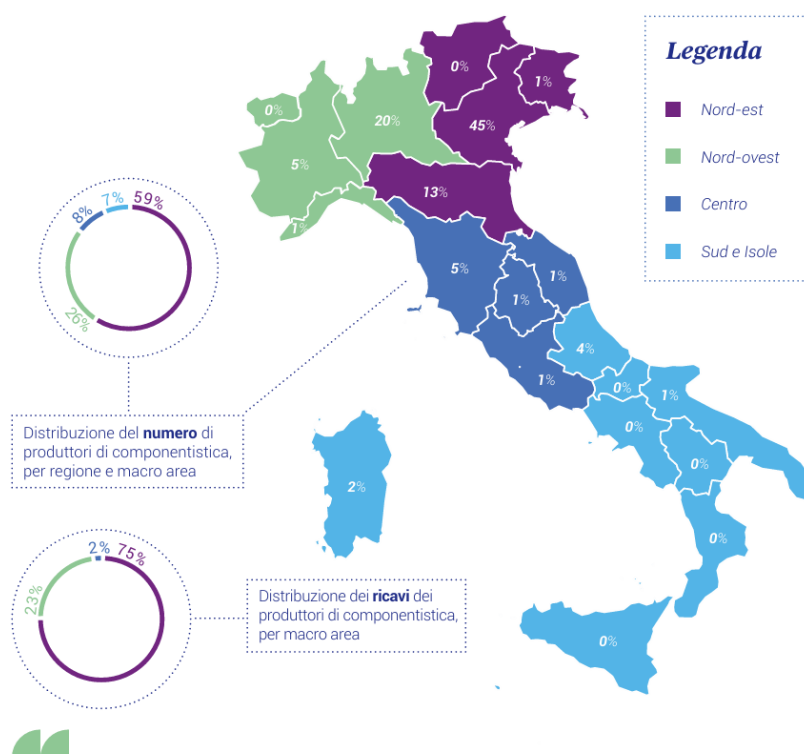 Legenda
Nord-est
Nord-ovest
Centro
Sud e Isole
0%
1%
45%
0%
20%
5%
1%
13%
5%
1%
1%
1%
4%
0%
1%
0%
0%
0%
0%
2%
59%
26%
8%
7%
Distribuzione del numero di
produttori di componentistica,
per regione e macro area
75%
23%
2%
Distribuzione dei ricavi dei
produttori di componentistica,
per macro area